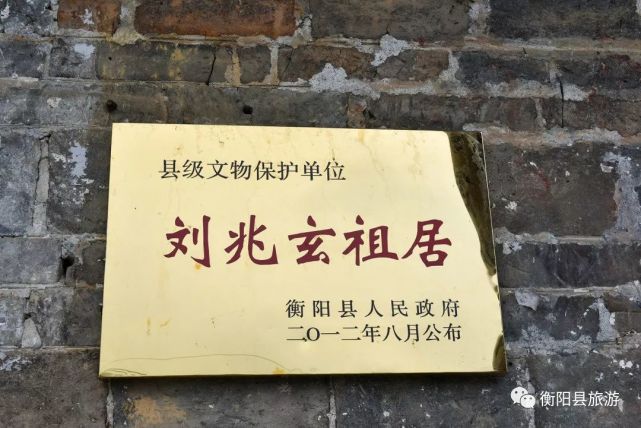 县级文物保护单位
刘兆玄祖居
衡阳县人民政府
二〇一二年八月公布
衡阳县旅游